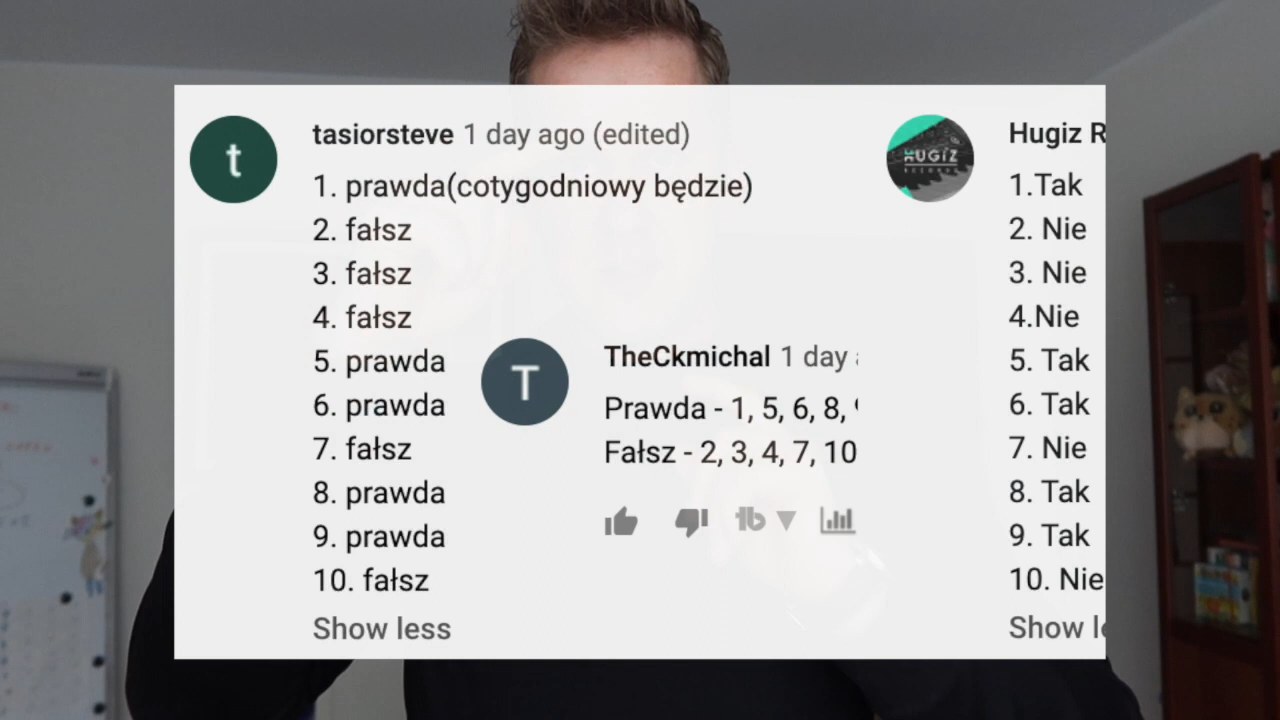 tasiorsteve 1 day ago (edited)
1. prawda(cotygodniowy będzie)
2. fałsz
3. fałsz
4. fałsz
5. prawda
6. prawda
7. fałsz
8. prawda
9. prawda
10. fałsz
Show less
t
T
TheCkmichal 1 day
Prawda - 1, 5, 6, 8,
Fałsz - 2, 3, 4, 7, 10
HUGIZ
Hugiz R
1.Tak
2. Nie
3. Nie
4.Nie
5. Tak
6. Tak
7. Nie
8. Tak
9. Tak
10. Nie
Show le